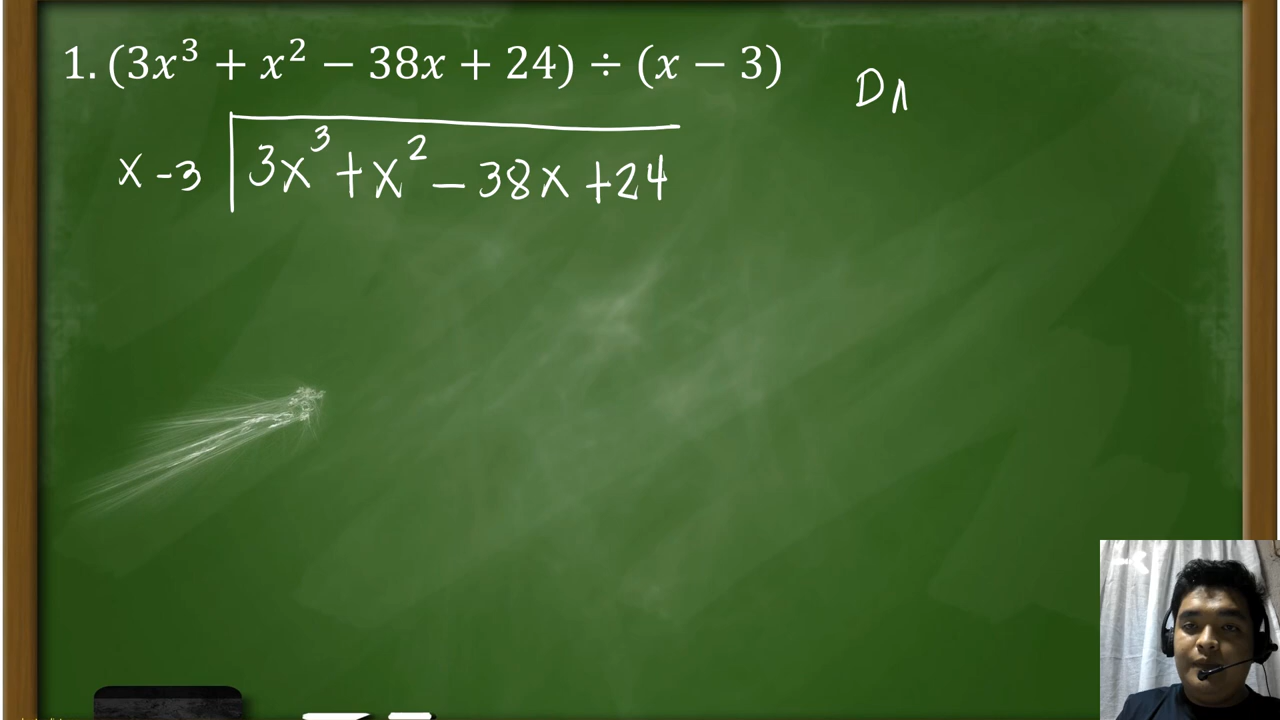 1. (3x³ + x² − 38x + 24) ÷ (x − 3)
D
x - 3 | 3x³ + x² - 38x + 24